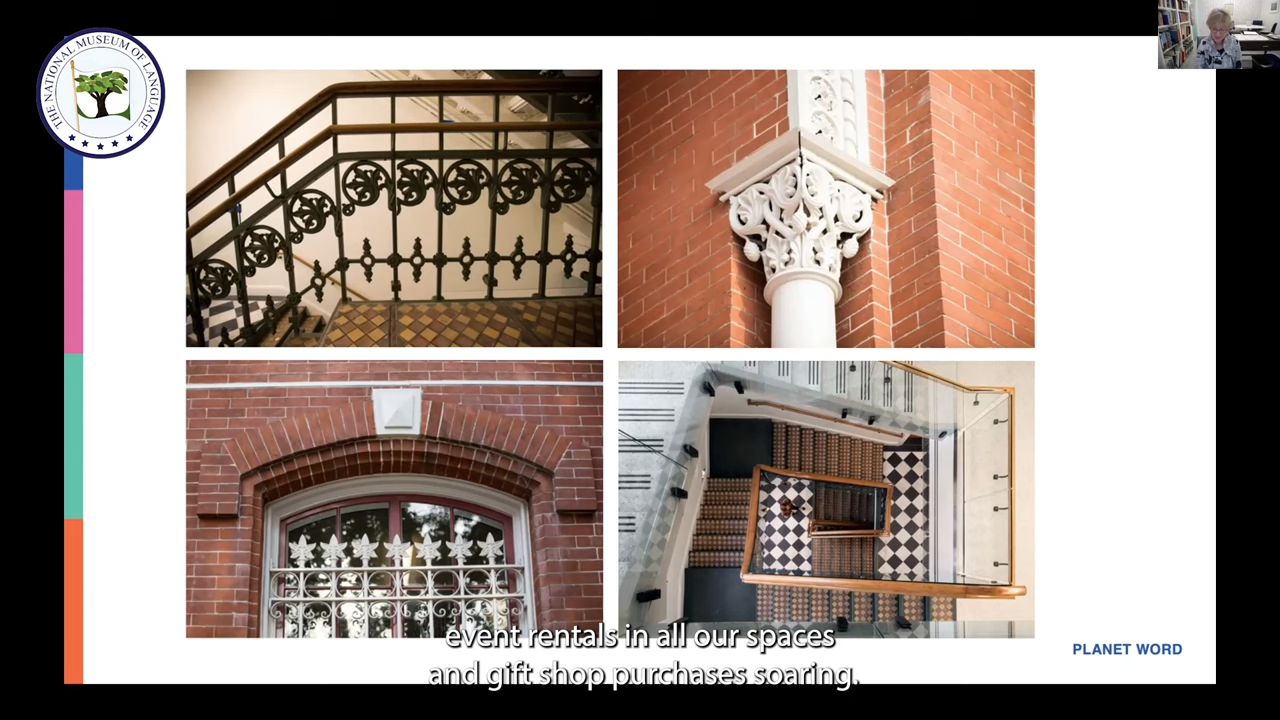 THE NATIONAL MUSEUM OF LANGUAGE
PLANET WORD
event rentals in all our spaces
and gift shop purchases soaring.